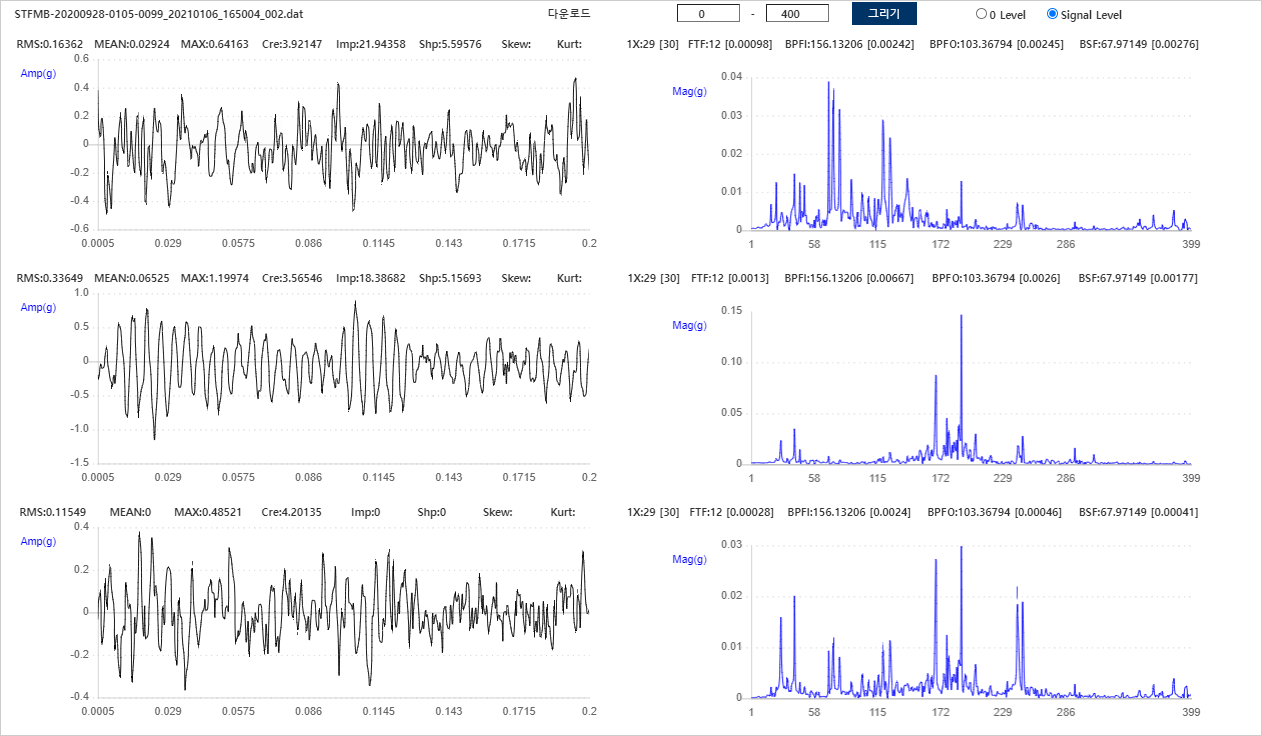 STFMB-20200928-0105-0099_20210106_165004_002.dat 다운로드 0 - 400 그리기 0 Level Signal Level
RMS:0.16362 MEAN:0.02924 MAX:0.64163 Cre:3.92147 Imp:21.94358 Shp:5.59576 Skew: Kurt:
Amp(g)
0.6
0.4
0.2
0
-0.2
-0.4
-0.6
0.0005 0.029 0.0575 0.086 0.1145 0.143 0.1715 0.2
1X:29 [30] FTF:12 [0.00098] BPFI:156.13206 [0.00242] BPFO:103.36794 [0.00245] BSF:67.97149 [0.00276]
Mag(g)
0.04
0.03
0.02
0.01
0
1 58 115 172 229 286 399
RMS:0.33649 MEAN:0.06525 MAX:1.19974 Cre:3.56546 Imp:18.38682 Shp:5.15693 Skew: Kurt:
Amp(g)
1.0
0.5
0
-0.5
-1.0
-1.5
0.0005 0.029 0.0575 0.086 0.1145 0.143 0.1715 0.2
1X:29 [30] FTF:12 [0.0013] BPFI:156.13206 [0.00667] BPFO:103.36794 [0.0026] BSF:67.97149 [0.00177]
Mag(g)
0.15
0.10
0.05
0
1 58 115 172 229 286 399
RMS:0.11549 MEAN:0 MAX:0.48521 Cre:4.20135 Imp:0 Shp:0 Skew: Kurt:
Amp(g)
0.4
0.2
0
-0.2
-0.4
0.0005 0.029 0.0575 0.086 0.1145 0.143 0.1715 0.2
1X:29 [30] FTF:12 [0.00028] BPFI:156.13206 [0.0024] BPFO:103.36794 [0.00046] BSF:67.97149 [0.00041]
Mag(g)
0.03
0.02
0.01
0
1 58 115 172 229 286 399